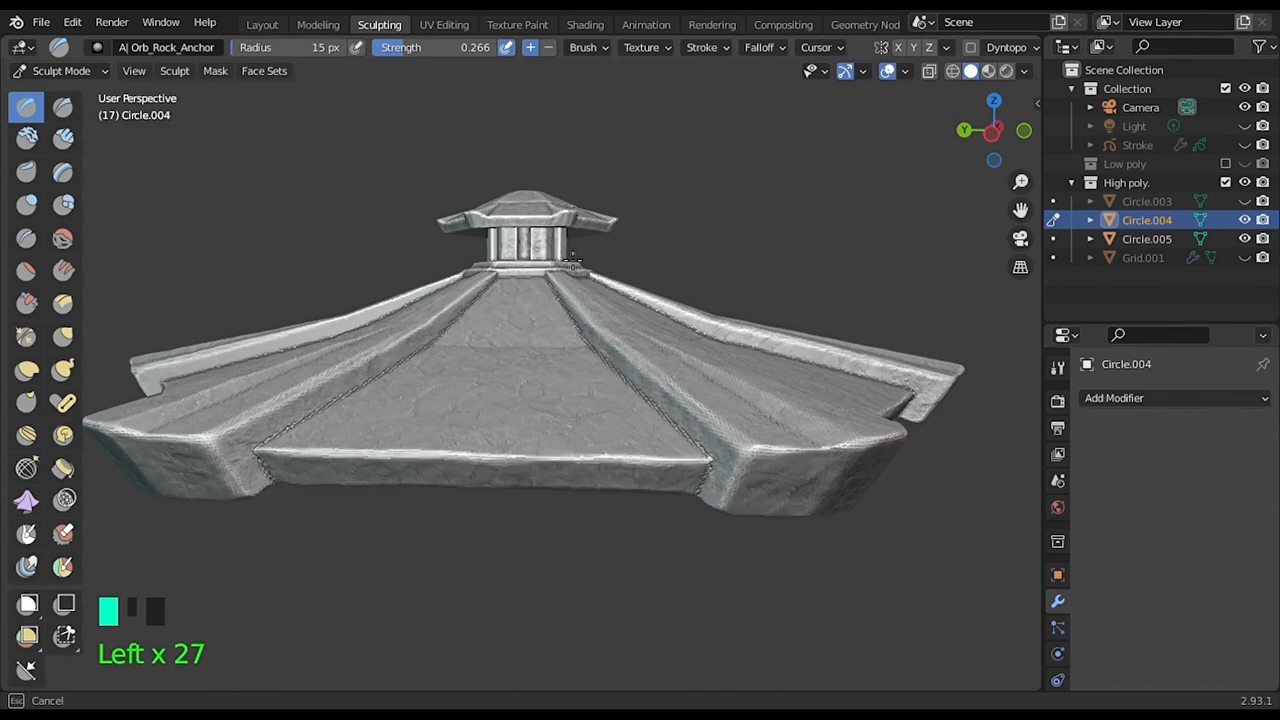 File Edit Render Window Help Layout Modeling Sculpting UV Editing Texture Paint Shading Animation Rendering Compositing Geometry Nod Scene View Layer
A| Orb_Rock_Anchor Radius 15 px Strength 0.266 Brush Texture Stroke Falloff Cursor X Y Z Dyntopo
Sculpt Mode View Sculpt Mask Face Sets
Scene Collection
Collection
Camera
Light
Stroke
Low poly
High poly.
Circle.003
Circle.004
Circle.005
Grid.001
User Perspective
(17) Circle.004
Z
Y
Circle.004
Add Modifier
Left x 27
Esc Cancel 2.93.1